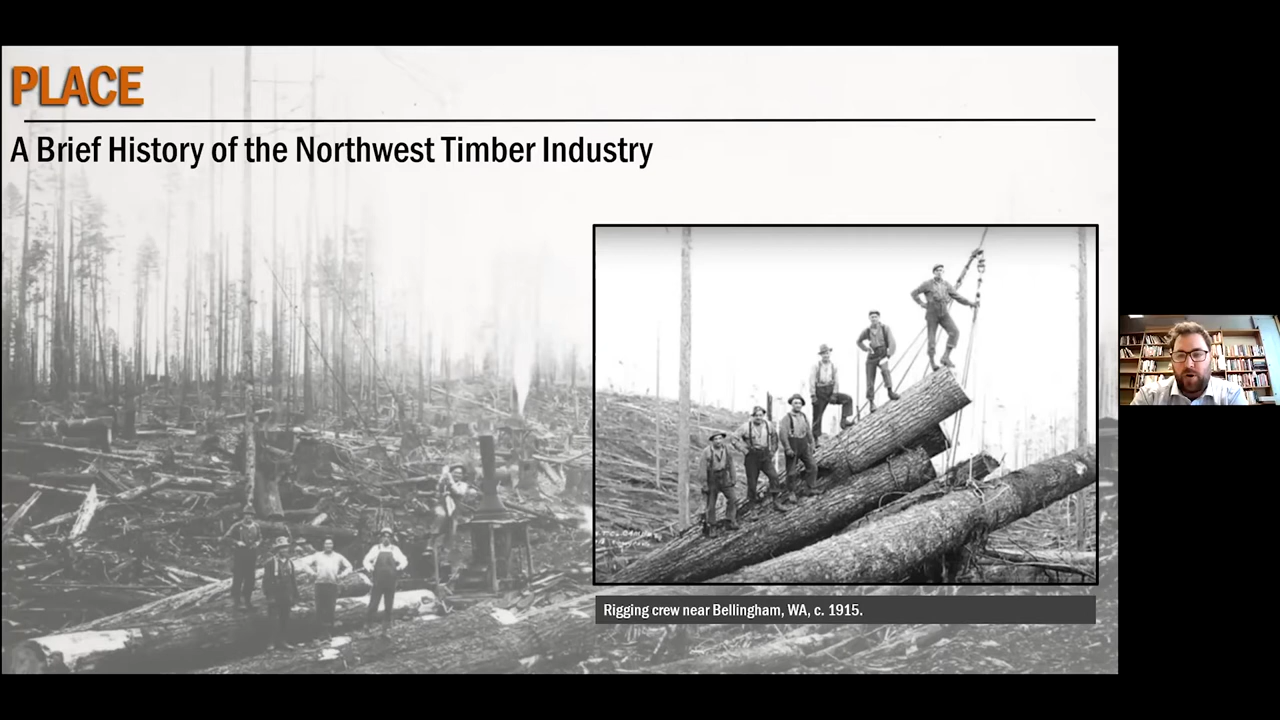 PLACE
A Brief History of the Northwest Timber Industry
Rigging crew near Bellingham, WA, c. 1915.